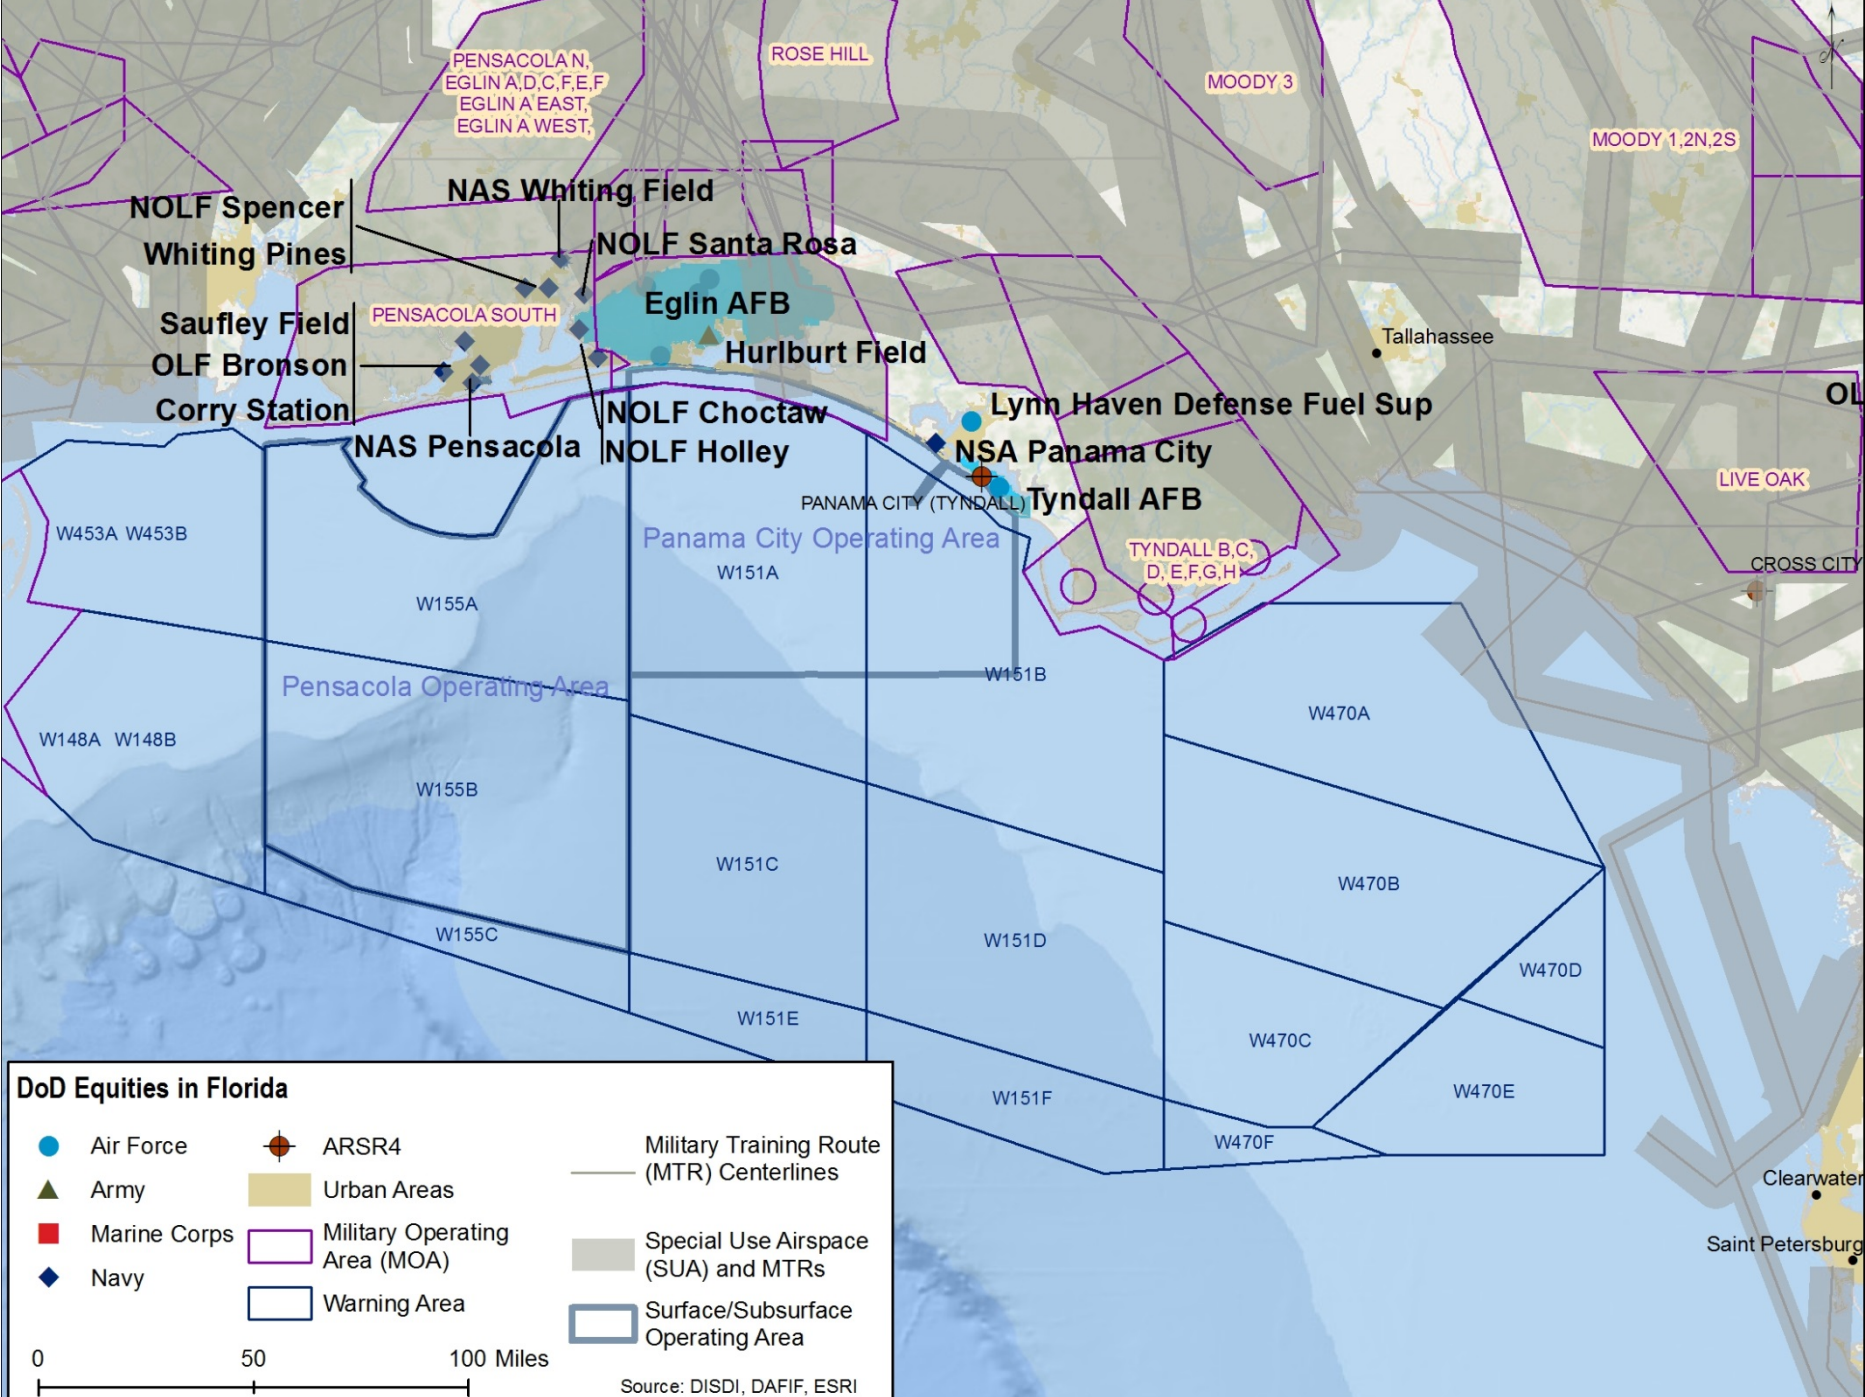 PENSACOLA N,
EGLIN A,D,C,F,E,F
EGLIN A EAST,
EGLIN A WEST,
ROSE HILL
MOODY 3
MOODY 1,2N,2S
NOLF Spencer
Whiting Pines
NAS Whiting Field
NOLF Santa Rosa
Eglin AFB
PENSACOLA SOUTH
Saufley Field
OLF Bronson
Corry Station
Hurlburt Field
Tallahassee
NAS Pensacola
NOLF Choctaw
NOLF Holley
Lynn Haven Defense Fuel Sup
NSA Panama City
PANAMA CITY (TYNDALL)
Tyndall AFB
OL
LIVE OAK
CROSS CITY
TYNDALL B,C,
D, E,F,G,H
W453A W453B
W155A
Panama City Operating Area
W151A
Pensacola Operating Area
W151B
W470A
W148A W148B
W155B
W151C
W470B
W155C
W151D
W470D
W151E
W470C
W151F
W470E
W470F
Clearwater
Saint Petersburg
DoD Equities in Florida
Air Force
Army
Marine Corps
Navy
ARSR4
Urban Areas
Military Operating
Area (MOA)
Warning Area
Military Training Route
(MTR) Centerlines
Special Use Airspace
(SUA) and MTRs
Surface/Subsurface
Operating Area
0 50 100 Miles
Source: DISDI, DAFIF, ESRI